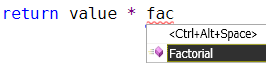 return value * fac
<Ctrl+Alt+Space>
Factorial